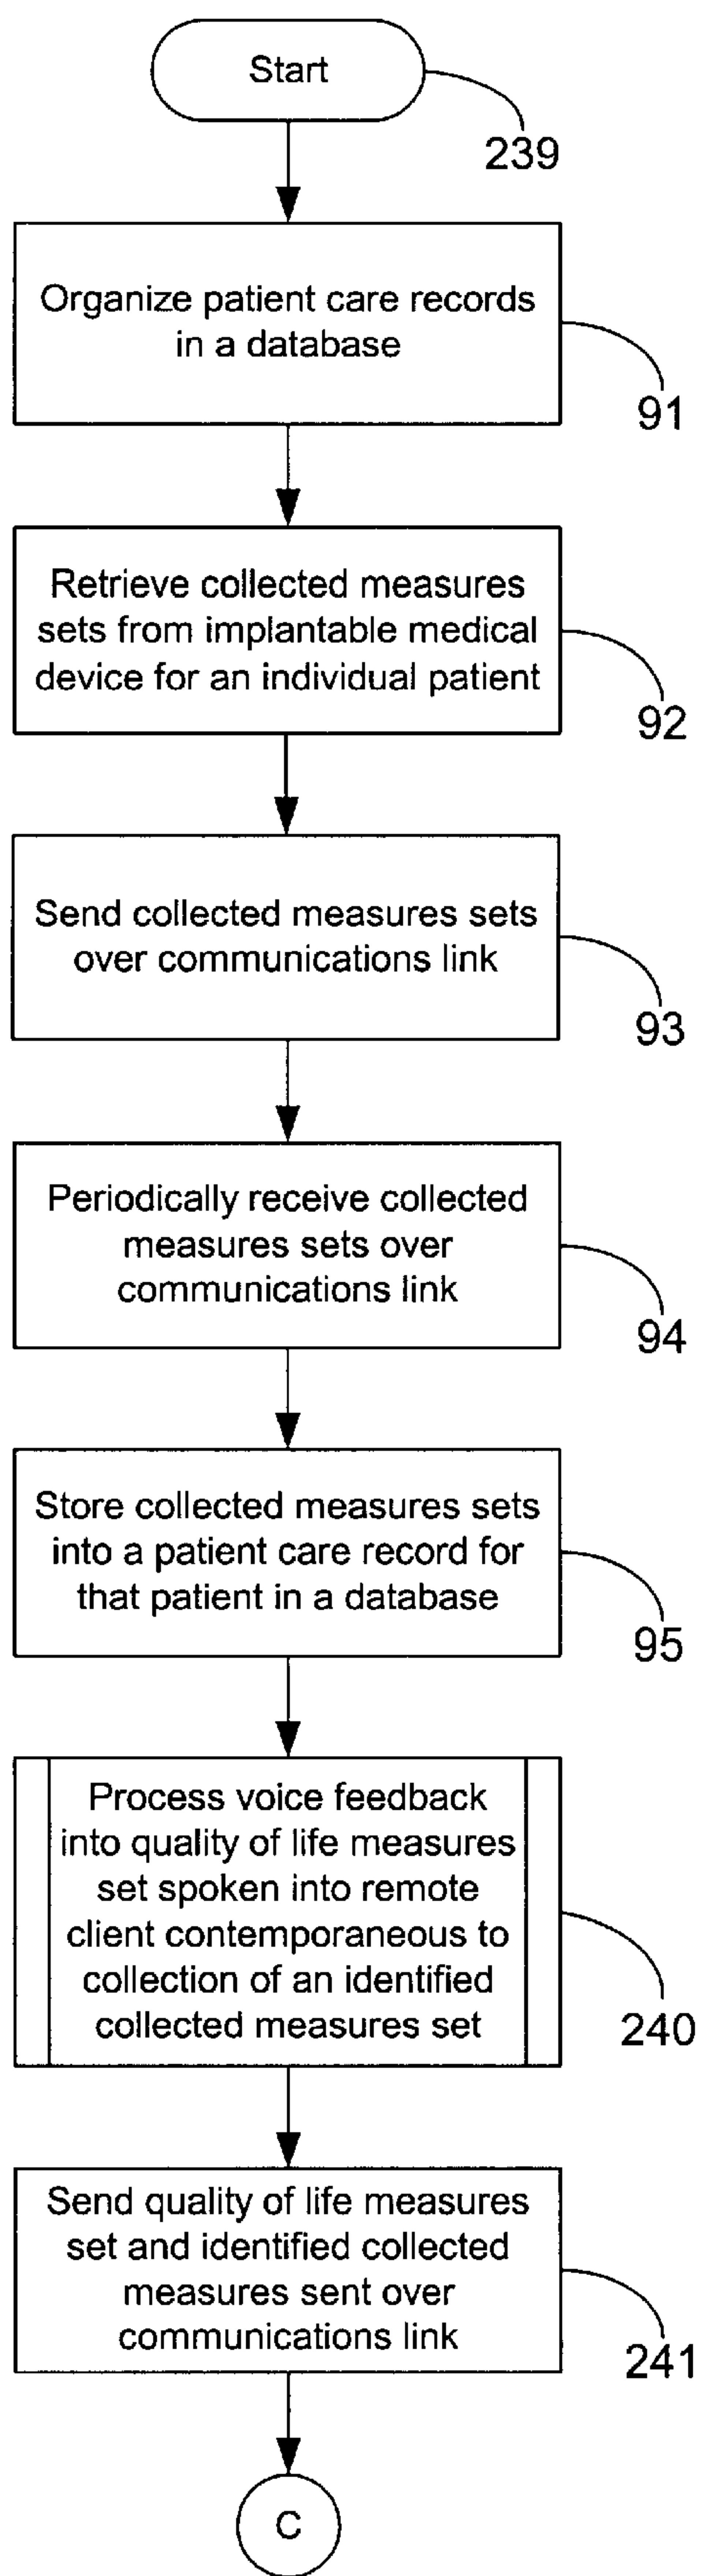 Start
239
Organize patient care records
in a database
91
Retrieve collected measures
sets from implantable medical
device for an individual patient
92
Send collected measures sets
over communications link
93
Periodically receive collected
measures sets over
communications link
94
Store collected measures sets
into a patient care record for
that patient in a database
95
Process voice feedback
into quality of life measures
set spoken into remote
client contemporaneous to
collection of an identified
collected measures set
240
Send quality of life measures
set and identified collected
measures sent over
communications link
241
C